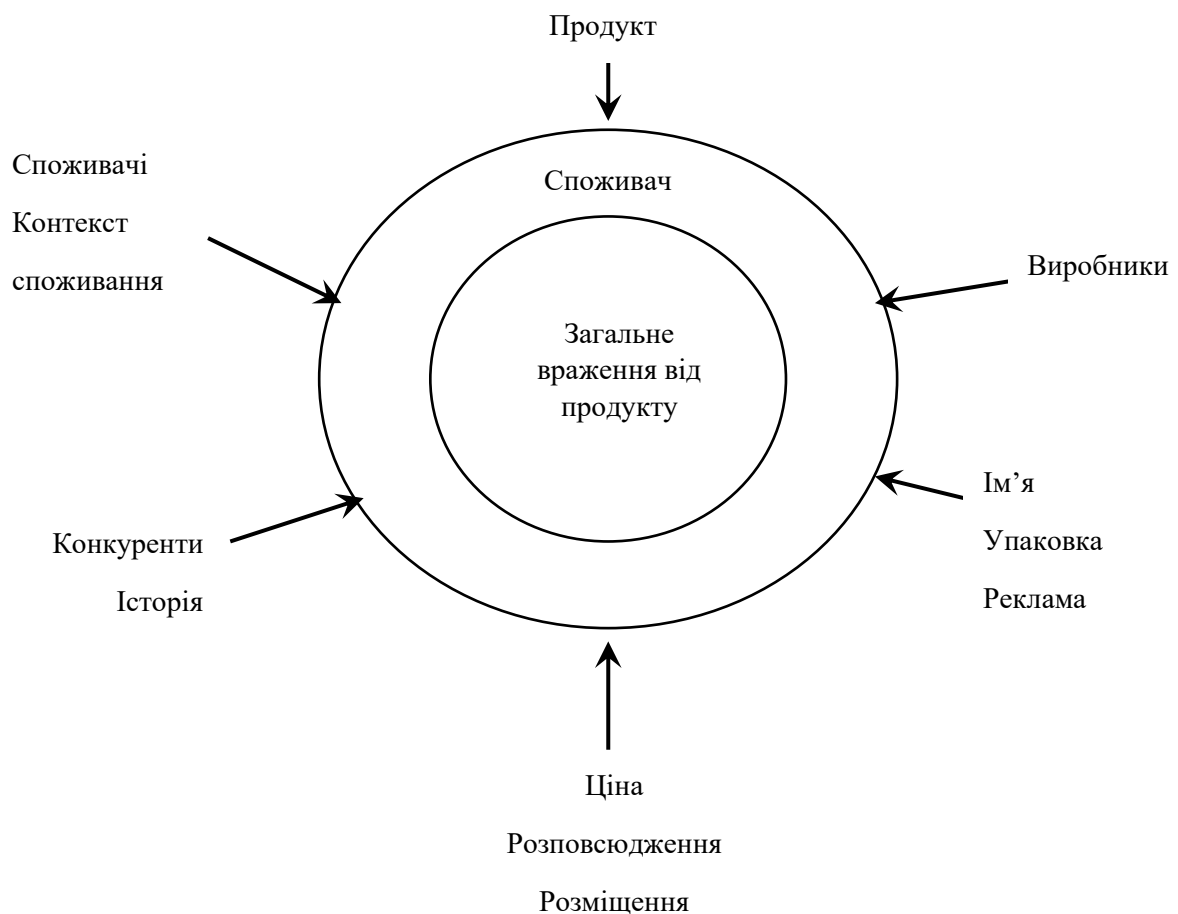 Продукт
Споживачі
Контекст
споживання
Споживач
Виробники
Загальне
враження від
продукту
Конкуренти
Історія
Ім’я
Упаковка
Реклама
Ціна
Розповсюдження
Розміщення